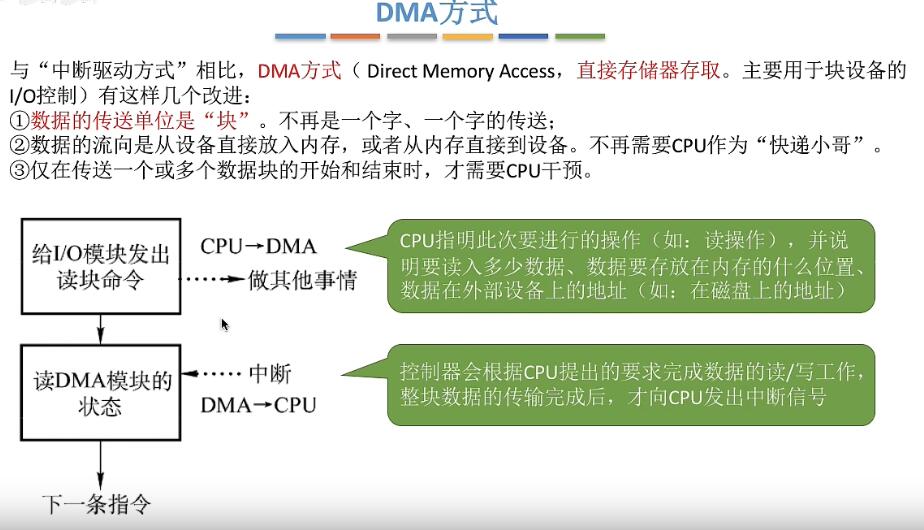 DMA方式
与“中断驱动方式”相比，DMA方式（ Direct Memory Access，直接存储器存取。主要用于块设备的
I/O控制）有这样几个改进：
①数据的传送单位是“块”。不再是一个字、一个字的传送；
②数据的流向是从设备直接放入内存，或者从内存直接到设备。不再需要CPU作为“快递小哥”。
③仅在传送一个或多个数据块的开始和结束时，才需要CPU干预。
给I/O模块发出
读块命令
CPU→DMA
做其他事情
CPU指明此次要进行的操作（如：读操作），并说
明要读入多少数据、数据要存放在内存的什么位置、
数据在外部设备上的地址（如：在磁盘上的地址）
读DMA模块的
状态
中断
DMA→CPU
控制器会根据CPU提出的要求完成数据的读/写工作，
整块数据的传输完成后，才向CPU发出中断信号
下一条指令